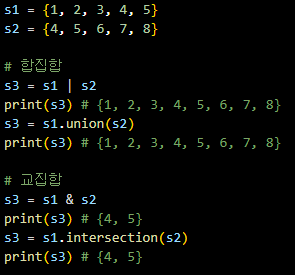 s1 = {1, 2, 3, 4, 5}
s2 = {4, 5, 6, 7, 8}

# 합집합
s3 = s1 | s2
print(s3) # {1, 2, 3, 4, 5, 6, 7, 8}
s3 = s1.union(s2)
print(s3) # {1, 2, 3, 4, 5, 6, 7, 8}

# 교집합
s3 = s1 & s2
print(s3) # {4, 5}
s3 = s1.intersection(s2)
print(s3) # {4, 5}